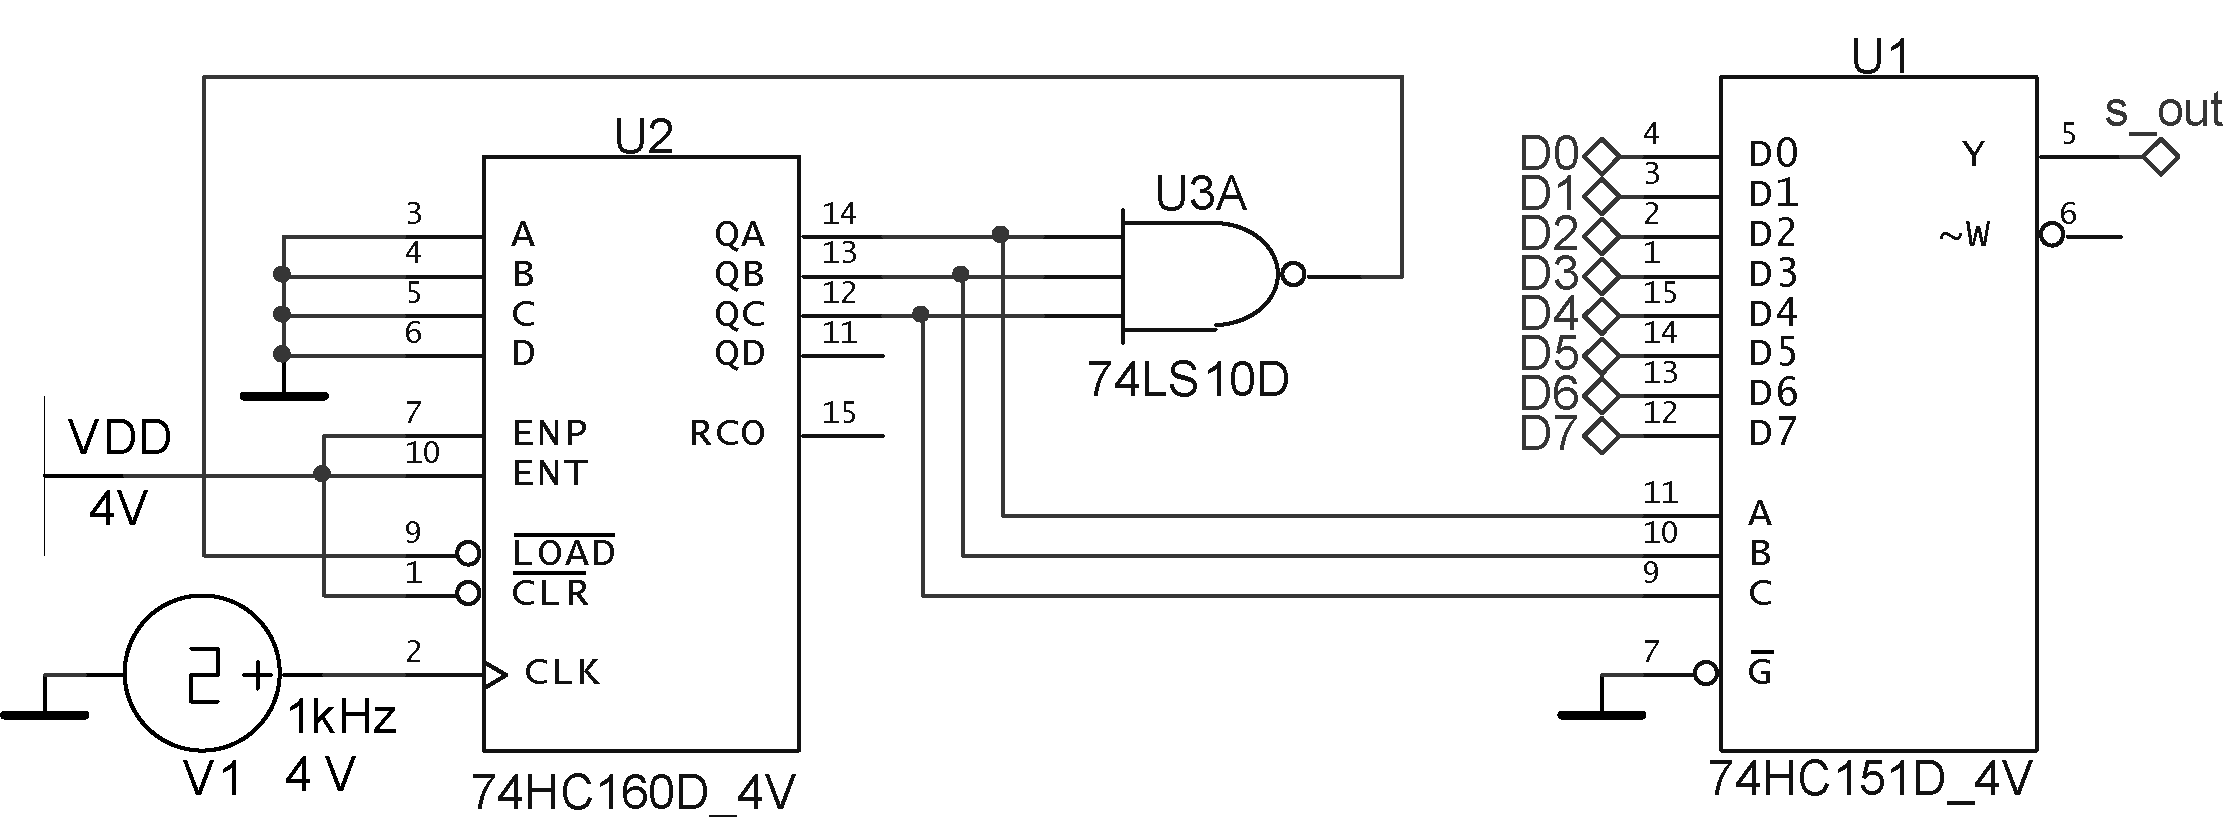 U1
s_out
5
D0 4 D0 Y
D1 3 D1
D2 2 D2 ~W 6
D3 1 D3
D4 15 D4
D5 14 D5
D6 13 D6
D7 12 D7
11 A
10 B
9 C
7 G
74HC151D_4V
U2
3 A QA 14
4 B QB 13
5 C QC 12
6 D QD 11
7 ENP RCO 15
10 ENT
9 LOAD
1 CLR
2 CLK
74HC160D_4V
U3A
74LS10D
VDD
4V
+
1kHz
V1 4 V